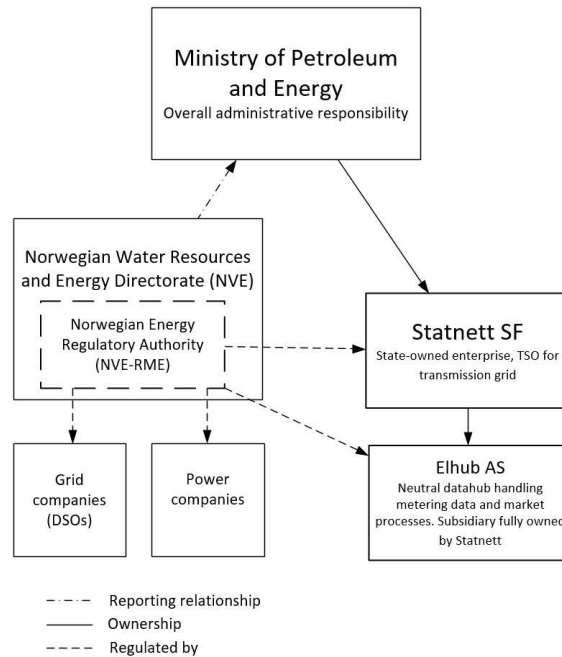 Ministry of Petroleum
and Energy
Overall administrative responsibility
Norwegian Water Resources
and Energy Directorate (NVE)
Norwegian Energy
Regulatory Authority
(NVE-RME)
Statnett SF
State-owned enterprise, TSO for
transmission grid
Grid
companies
(DSOs)
Power
companies
Elhub AS
Neutral datahub handling
metering data and market
processes. Subsidiary fully owned
by Statnett
Reporting relationship
Ownership
Regulated by